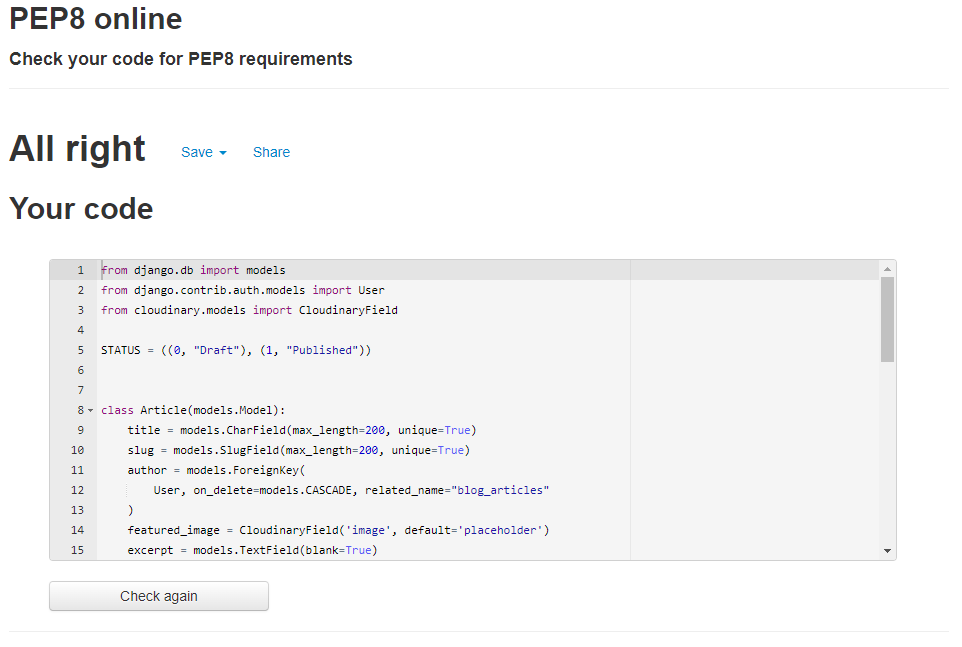 PEP8 online
Check your code for PEP8 requirements
All right Save Share
Your code
1 from django.db import models
2 from django.contrib.auth.models import User
3 from cloudinary.models import CloudinaryField
4
5 STATUS = ((0, "Draft"), (1, "Published"))
6
7
8 class Article(models.Model):
9     title = models.CharField(max_length=200, unique=True)
10     slug = models.SlugField(max_length=200, unique=True)
11     author = models.ForeignKey(
12         User, on_delete=models.CASCADE, related_name="blog_articles"
13     )
14     featured_image = CloudinaryField('image', default='placeholder')
15     excerpt = models.TextField(blank=True)
Check again